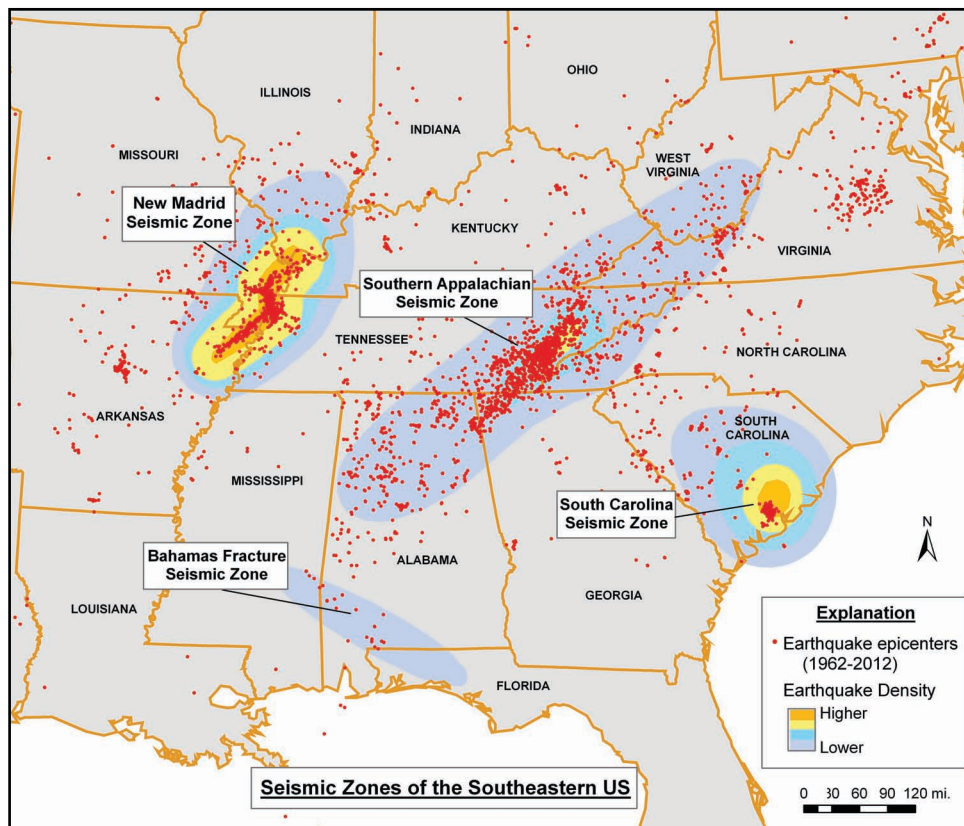 OHIO
ILLINOIS
INDIANA
MISSOURI
WEST
VIRGINIA
New Madrid
Seismic Zone
KENTUCKY
VIRGINIA
Southern Appalachian
Seismic Zone
TENNESSEE
NORTH CAROLINA
ARKANSAS
SOUTH
CAROLINA
MISSISSIPPI
South Carolina
Seismic Zone
N
Bahamas Fracture
Seismic Zone
ALABAMA
GEORGIA
LOUISIANA
FLORIDA
Explanation
Earthquake epicenters
(1962-2012)
Earthquake Density
Higher
Lower
Seismic Zones of the Southeastern US
0 30 60 90 120 mi.